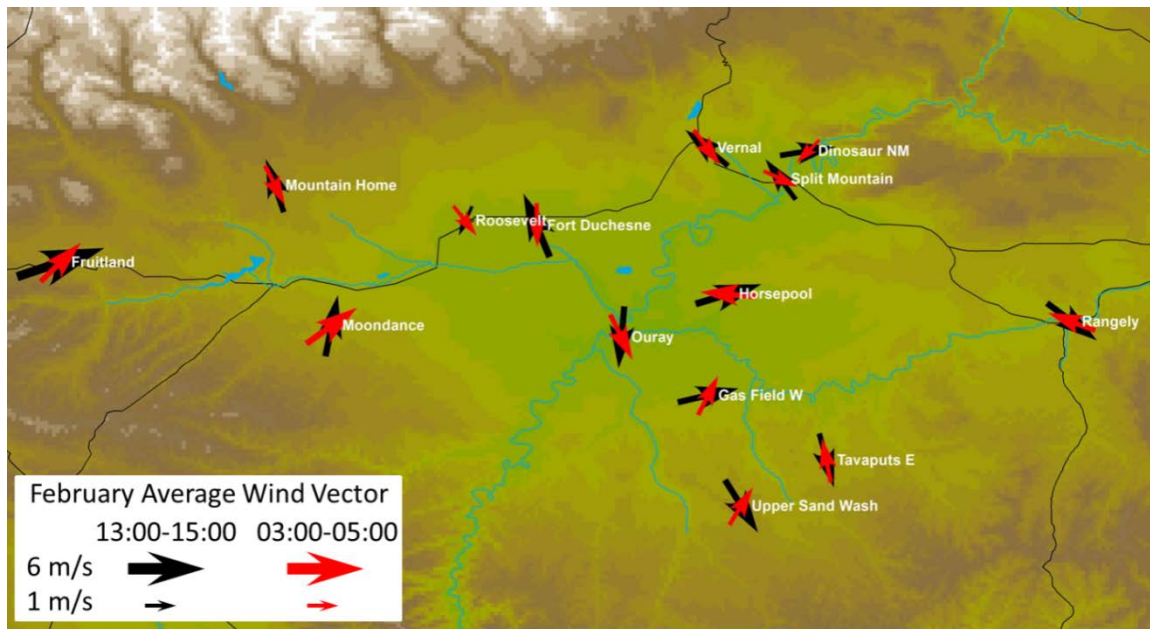 Vernal
Dinosaur NM
Split Mountain
Mountain Home
Roosevelt
Fort Duchesne
Fruitland
Horsepool
Moondance
Rangely
Ouray
Gas Field W
Tavaputs E
Upper Sand Wash
February Average Wind Vector
13:00-15:00 03:00-05:00
6 m/s
1 m/s